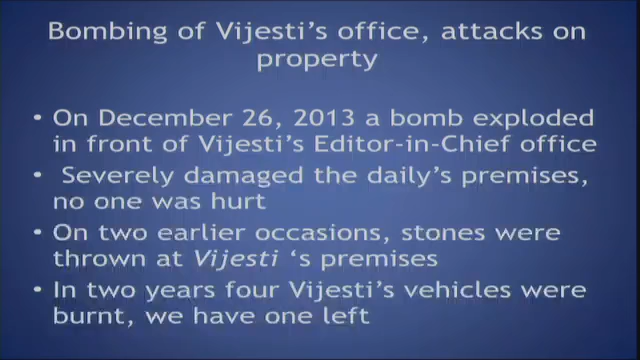 Bombing of Vijesti's office, attacks on
property
• On December 26, 2013 a bomb exploded
in front of Vijesti's Editor-in-Chief office
• Severely damaged the daily's premises,
no one was hurt
• On two earlier occasions, stones were
thrown at Vijesti 's premises
• In two years four Vijesti's vehicles were
burnt, we have one left